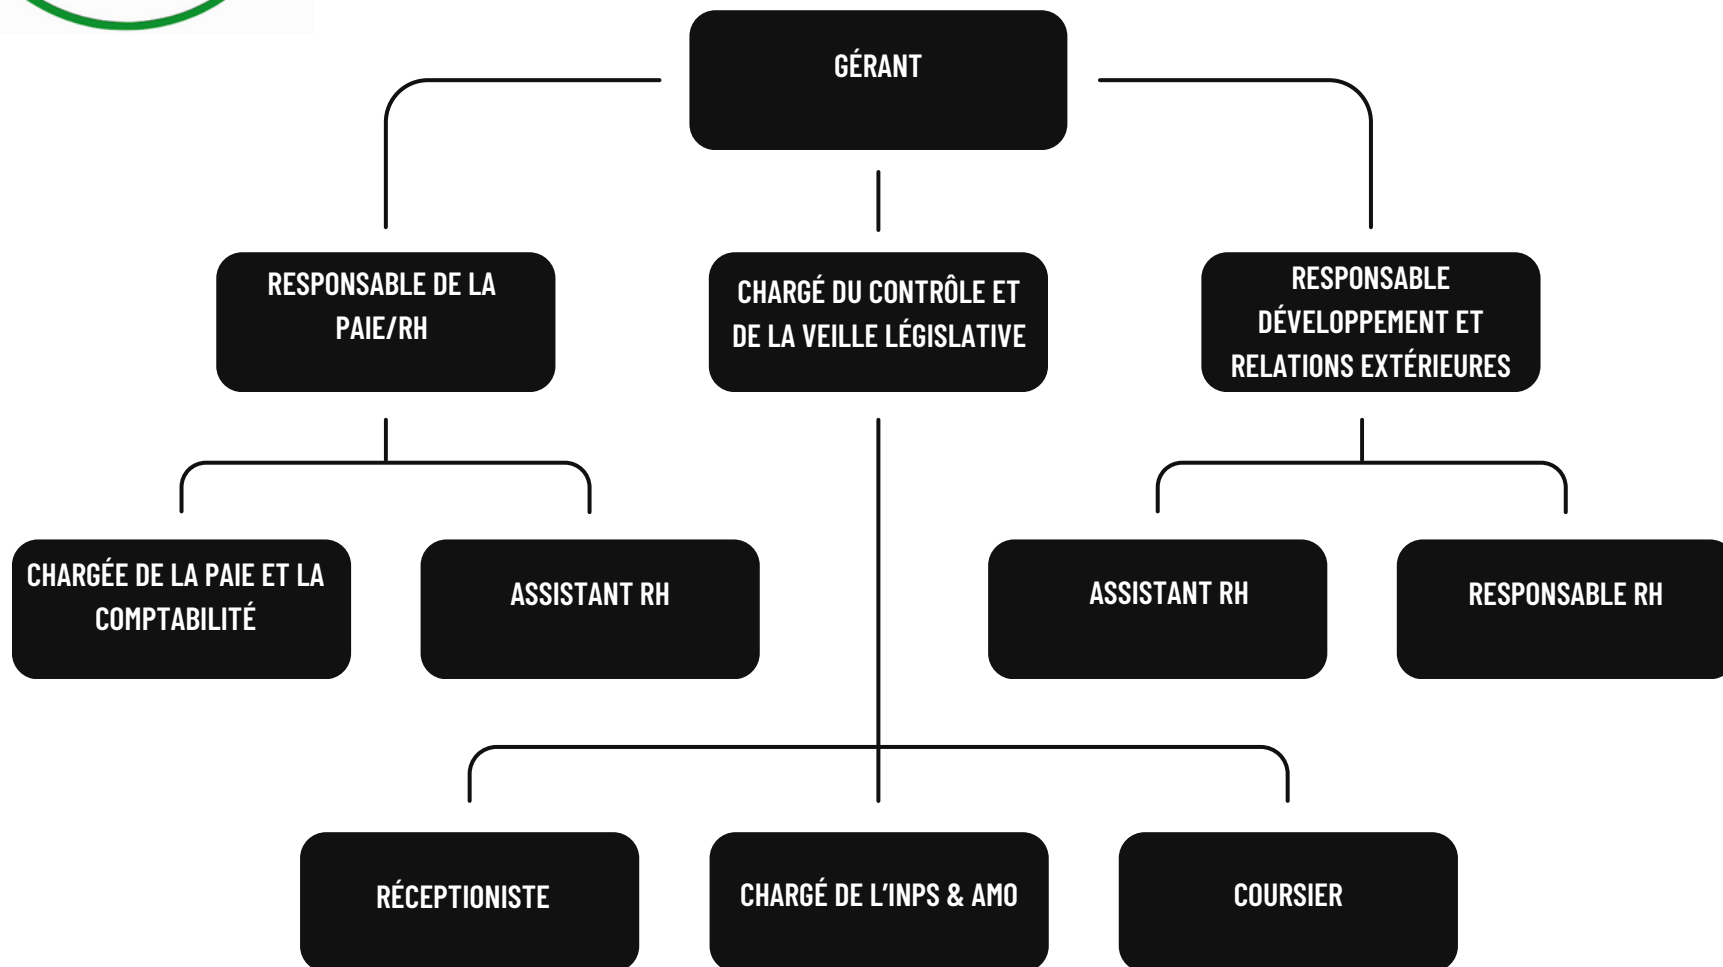 GÉRANT
RESPONSABLE DE LA
PAIE/RH
CHARGÉ DU CONTRÔLE ET
DE LA VEILLE LÉGISLATIVE
RESPONSABLE
DÉVELOPPEMENT ET
RELATIONS EXTÉRIEURES
CHARGÉE DE LA PAIE ET LA
COMPTABILITÉ
ASSISTANT RH
ASSISTANT RH
RESPONSABLE RH
RÉCEPTIONISTE
CHARGÉ DE L'INPS & AMO
COURSIER